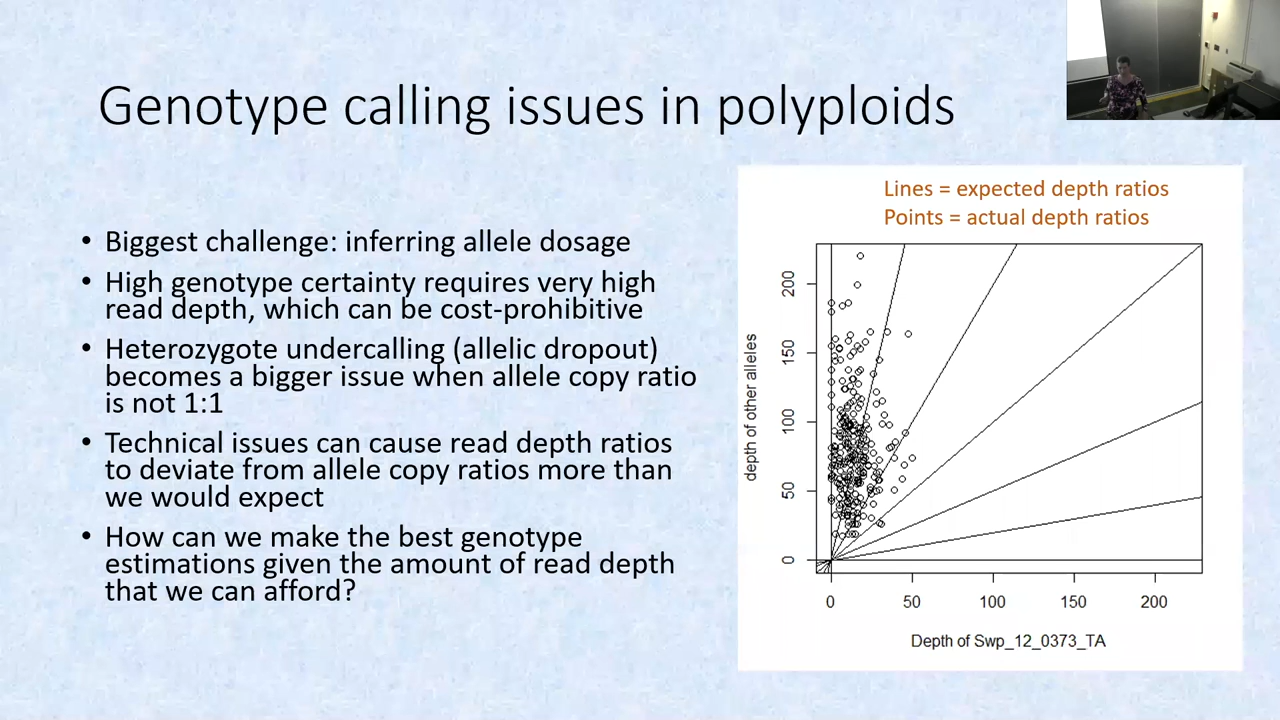 Genotype calling issues in polyploids
• Biggest challenge: inferring allele dosage
• High genotype certainty requires very high
read depth, which can be cost-prohibitive
• Heterozygote undercalling (allelic dropout)
becomes a bigger issue when allele copy ratio
is not 1:1
• Technical issues can cause read depth ratios
to deviate from allele copy ratios more than
we would expect
• How can we make the best genotype
estimations given the amount of read depth
that we can afford?
Lines = expected depth ratios
Points = actual depth ratios
depth of other alleles
200
150
100
50
0
0 50 100 150 200
Depth of Swp_12_0373_TA